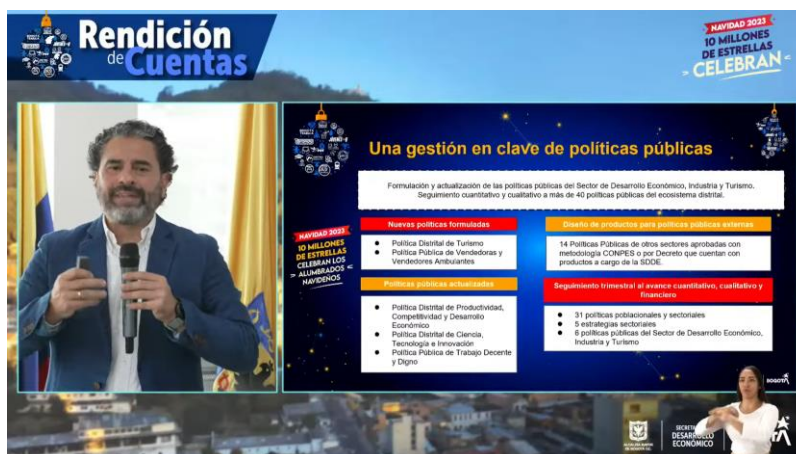 Rendición
de Cuentas
NAVIDAD 2023
10 MILLONES
DE ESTRELLAS
CELEBRAN
Una gestión en clave de políticas públicas
Formulación y actualización de las políticas públicas del Sector de Desarrollo Económico, Industria y Turismo.
Seguimiento cuantitativo y cualitativo a más de 40 políticas públicas del ecosistema distrital.
NAVIDAD 2023
10 MILLONES
DE ESTRELLAS
CELEBRAN LOS
ALUMBRADOS
NAVIDEÑOS
Nuevas políticas formuladas
● Política Distrital de Turismo
● Política Pública de Vendedoras y
Vendedores Ambulantes
Políticas públicas actualizadas
● Política Distrital de Productividad,
Competitividad y Desarrollo
Económico
● Política Distrital de Ciencia,
Tecnología e Innovación
● Política Pública de Trabajo Decente
y Digno
Diseño de productos para políticas públicas externas
14 Políticas Públicas de otros sectores aprobadas con
metodología CONPES o por Decreto que cuentan con
productos a cargo de la SDDE.
Seguimiento trimestral al avance cuantitativo, cualitativo y
financiero
● 31 políticas poblacionales y sectoriales
● 5 estrategias sectoriales
● 6 políticas públicas del Sector de Desarrollo Económico,
Industria y Turismo
BOGOTÁ
DESARROLLO
ECONÓMICO